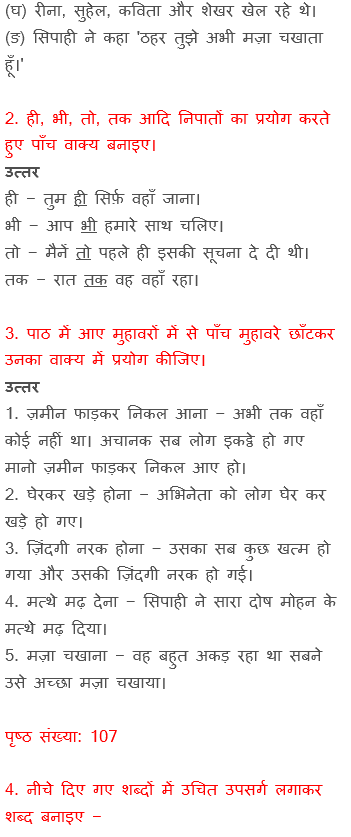 (घ) रीना, सुहेल, कविता और शेखर खेल रहे थे।
(ङ) सिपाही ने कहा 'ठहर तुझे अभी मज़ा चखाता
हूँ।'
2. ही, भी, तो, तक आदि निपातों का प्रयोग करते
हुए पाँच वाक्य बनाइए।
उत्तर
ही − तुम ही सिर्फ़ वहाँ जाना।
भी − आप भी हमारे साथ चलिए।
तो − मैनें तो पहले ही इसकी सूचना दे दी थी।
तक − रात तक वह वहाँ रहा।
3. पाठ में आए मुहावरों में से पाँच मुहावरे छाँटकर
उनका वाक्य में प्रयोग कीजिए।
उत्तर
1. ज़मीन फाड़कर निकल आना − अभी तक वहाँ
कोई नहीं था। अचानक सब लोग इकट्ठे हो गए
मानो ज़मीन फाड़कर निकल आए हो।
2. घेरकर खड़े होना − अभिनेता को लोग घेर कर
खड़े हो गए।
3. ज़िंदगी नरक होना − उसका सब कुछ खत्म हो
गया और उसकी ज़िंदगी नरक हो गई।
4. मत्थे मढ़ देना − सिपाही ने सारा दोष मोहन के
मत्थे मढ़ दिया।
5. मज़ा चखाना − वह बहुत अकड़ रहा था सबने
उसे अच्छा मज़ा चखाया।
पृष्ठ संख्या: 107
4. नीचे दिए गए शब्दों में उचित उपसर्ग लगाकर
शब्द बनाइए −